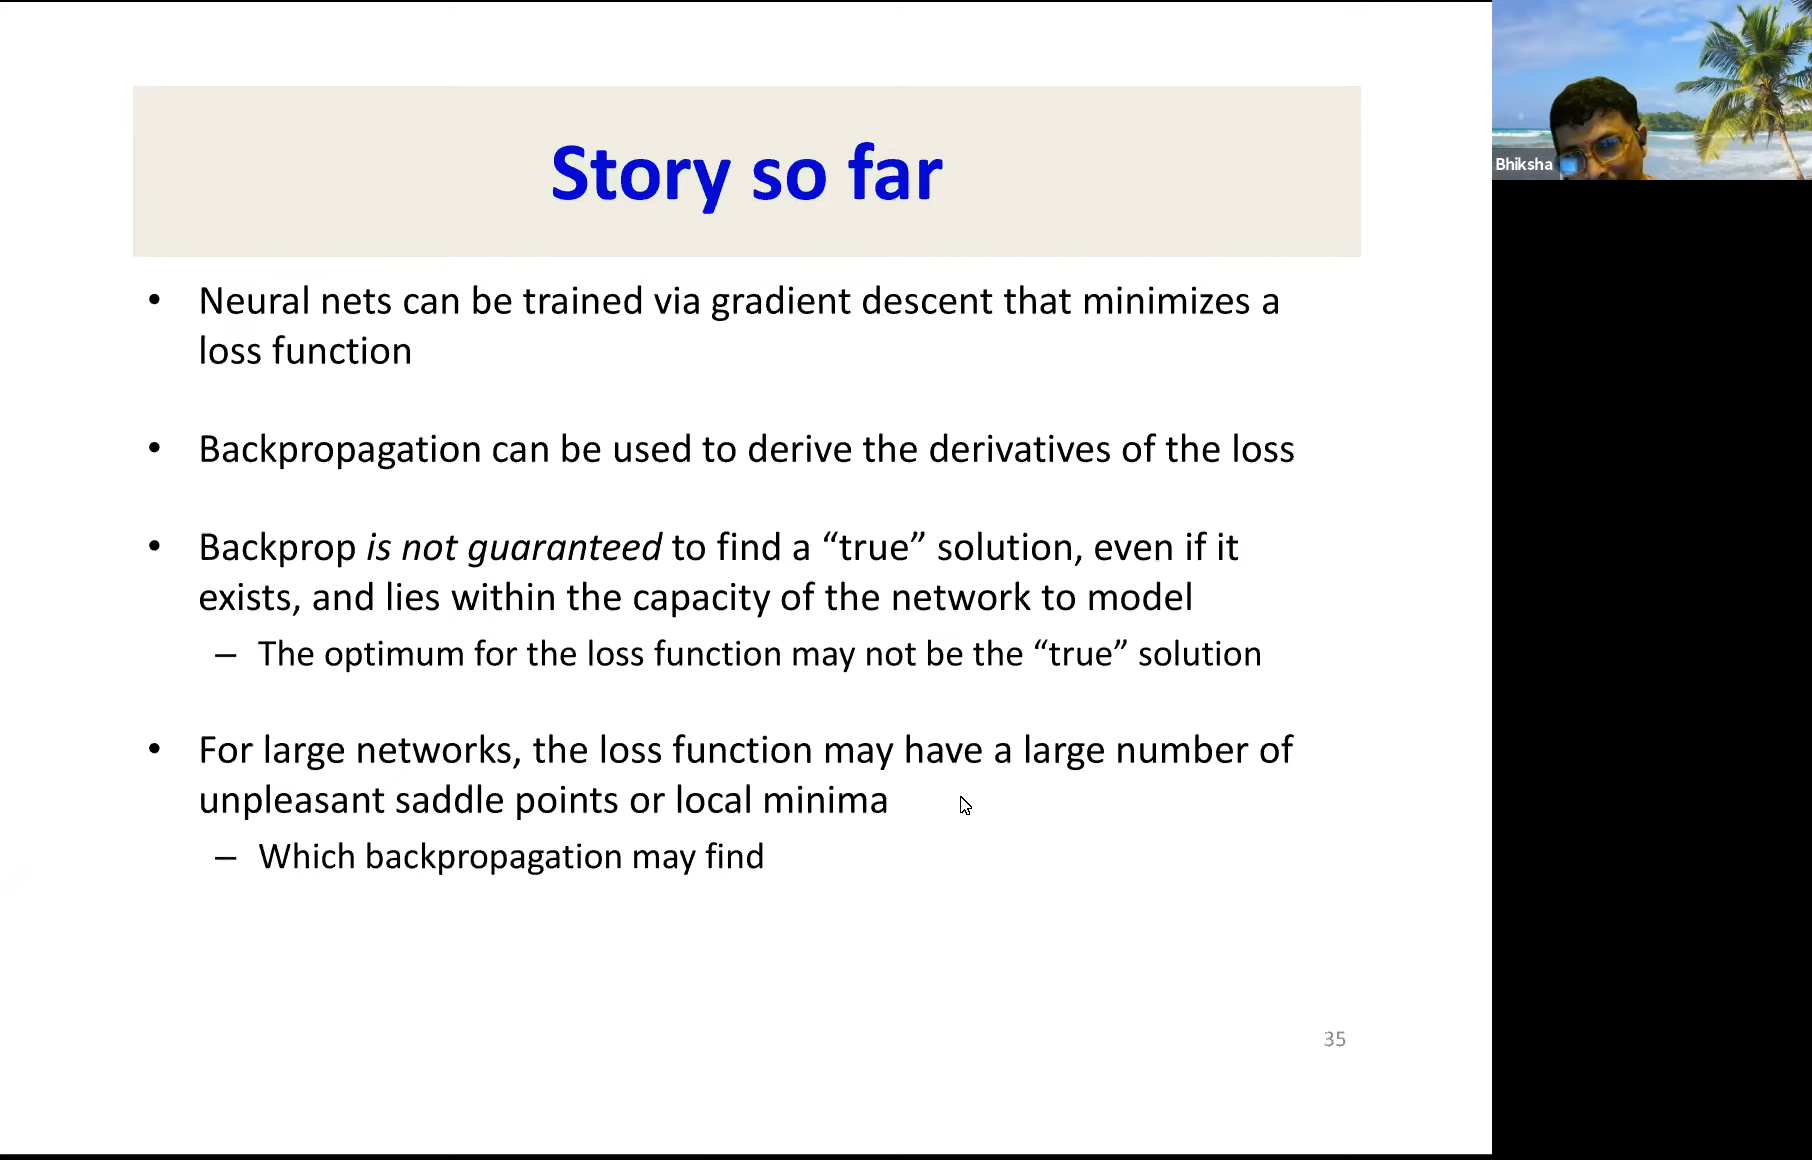 Story so far
• Neural nets can be trained via gradient descent that minimizes a
loss function
• Backpropagation can be used to derive the derivatives of the loss
• Backprop is not guaranteed to find a “true” solution, even if it
exists, and lies within the capacity of the network to model
– The optimum for the loss function may not be the “true” solution
• For large networks, the loss function may have a large number of
unpleasant saddle points or local minima
– Which backpropagation may find
35
Bhiksha